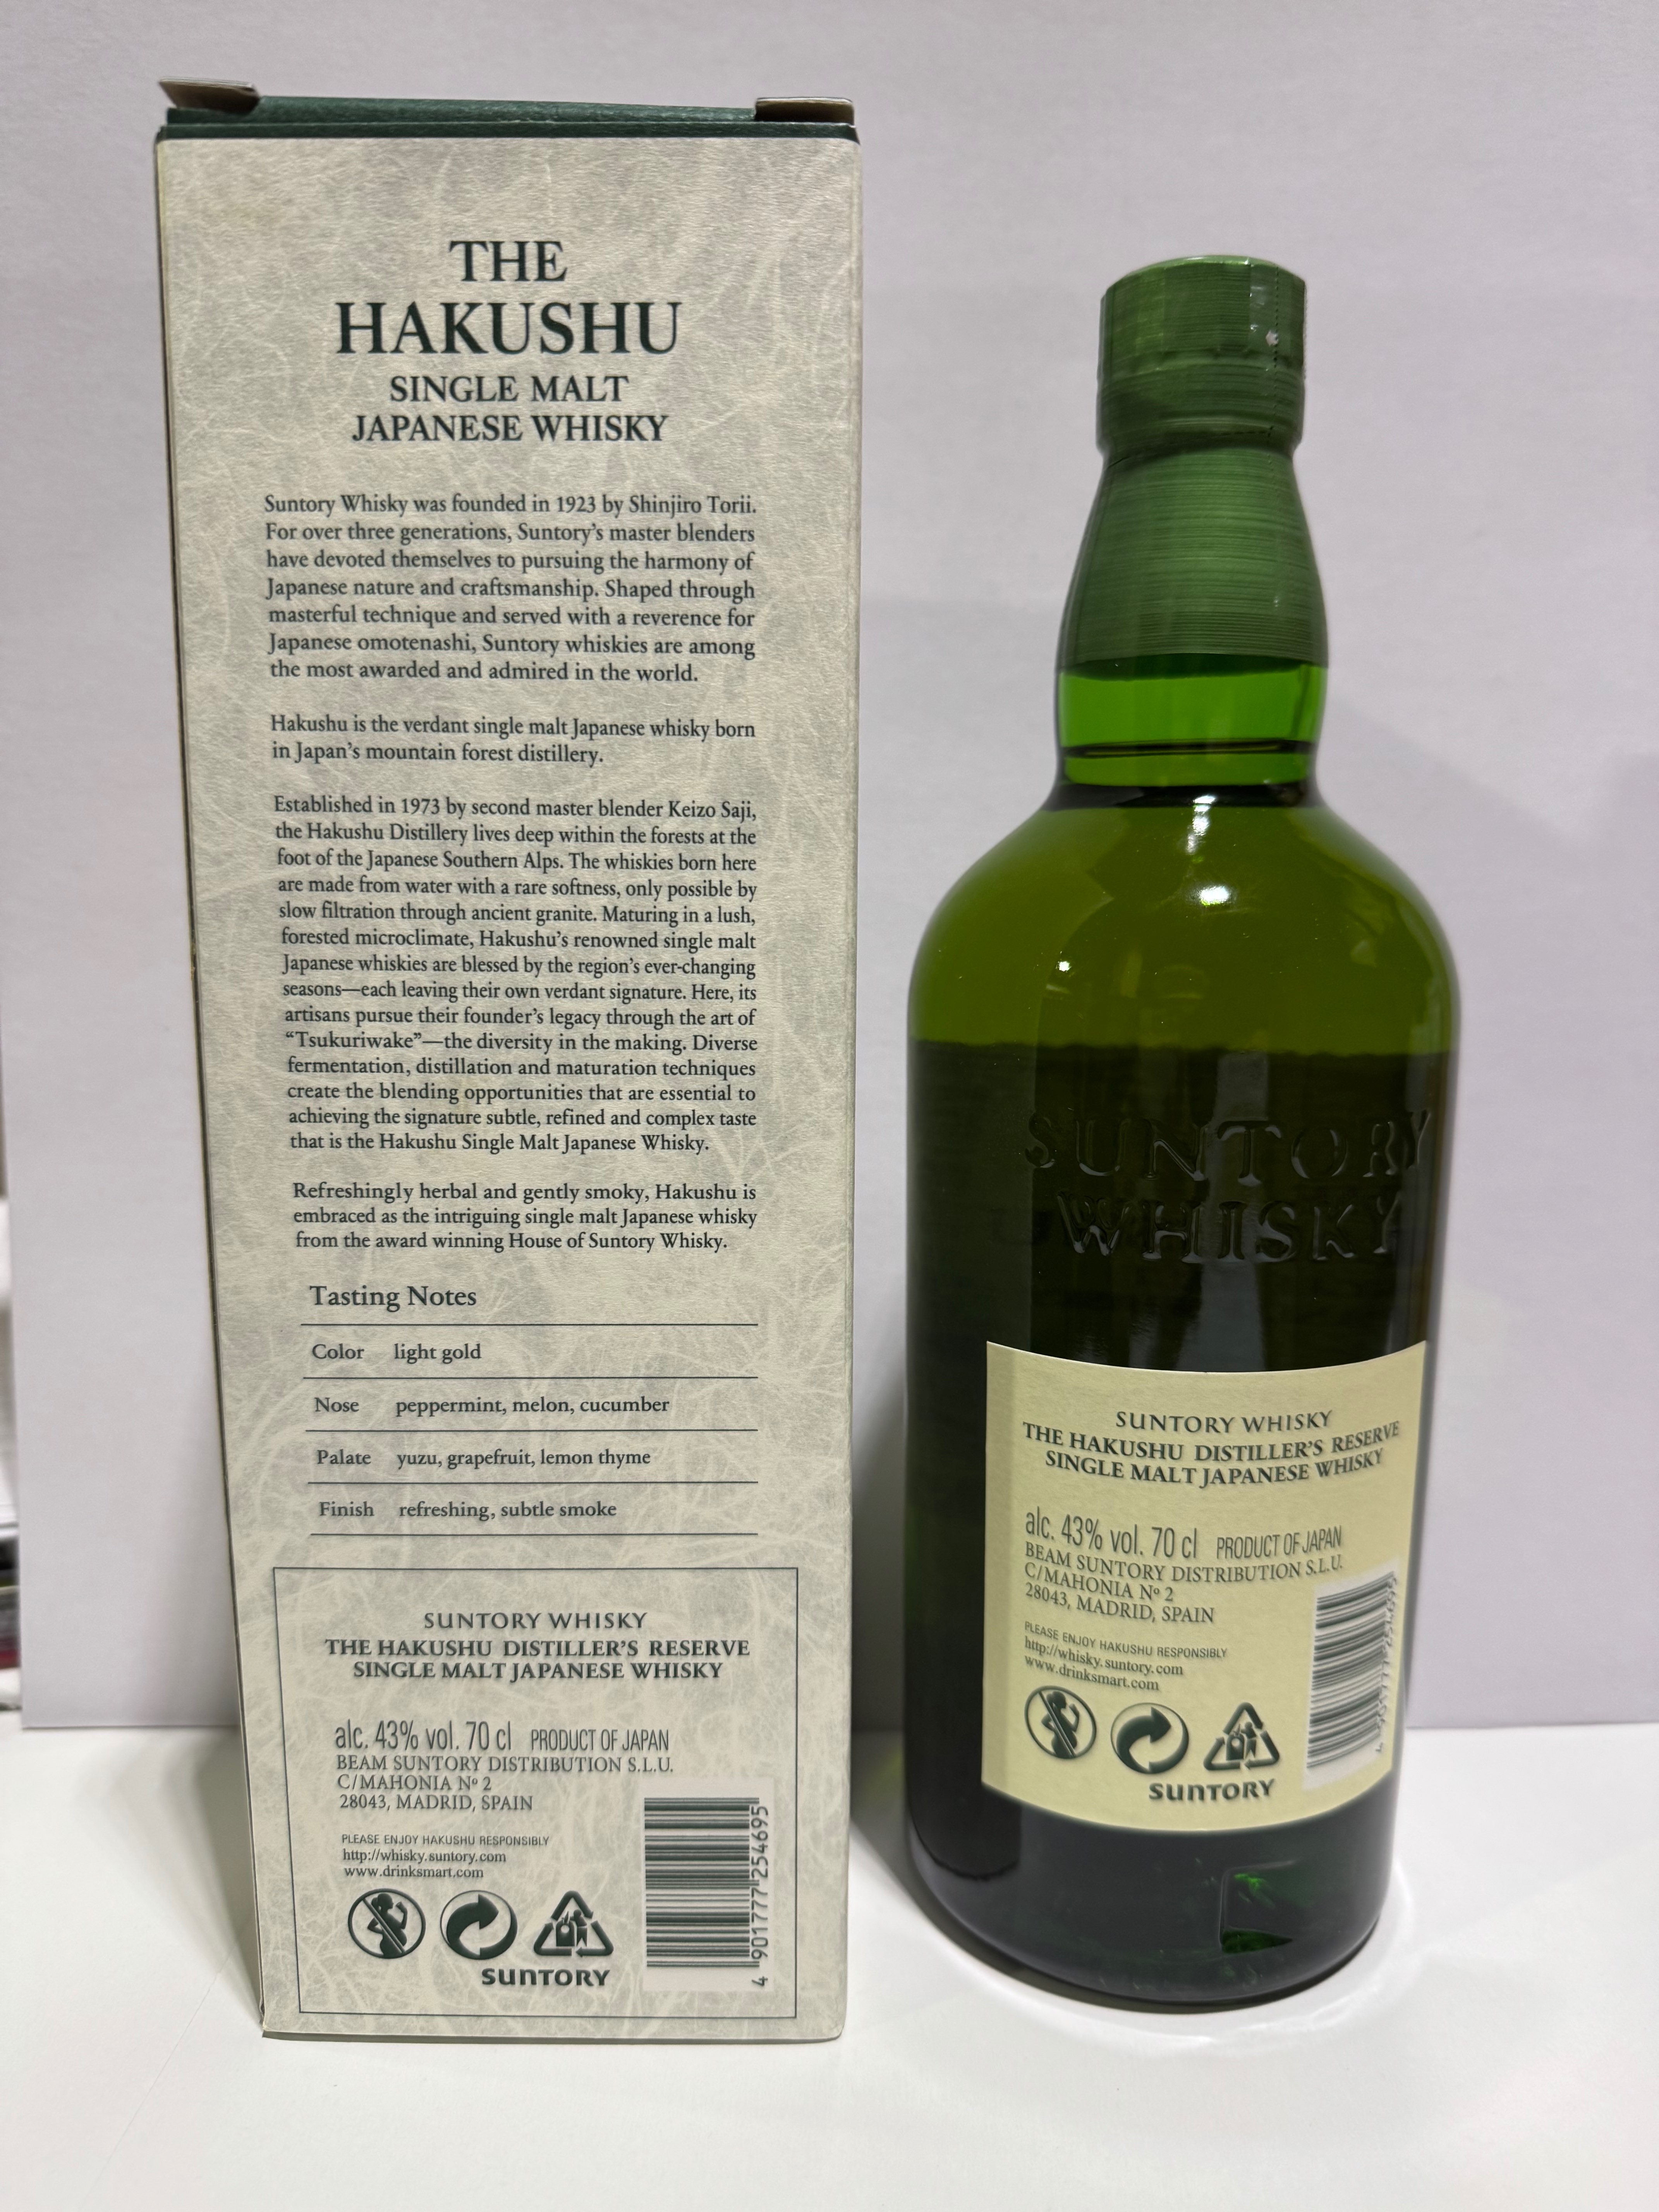 THE
HAKUSHU
SINGLE MALT
JAPANESE WHISKY
Suntory Whisky was founded in 1923 by Shinjiro Torii.
For over three generations, Suntory's master blenders
have devoted themselves to pursuing the harmony of
Japanese nature and craftsmanship. Shaped through
masterful technique and served with a reverence for
Japanese omotenashi, Suntory whiskies are among
the most awarded and admired in the world.
Hakushu is the verdant single malt Japanese whisky born
in Japan's mountain forest distillery.
Established in 1973 by second master blender Keizo Saji,
the Hakushu Distillery lives deep within the forests at the
foot of the Japanese Southern Alps. The whiskies born here
are made from water with a rare softness, only possible by
slow filtration through ancient granite. Maturing in a lush,
forested microclimate, Hakushu's renowned single malt
Japanese whiskies are blessed by the region's ever-changing
seasons—each leaving their own verdant signature. Here, its
artisans pursue their founder's legacy through the art of
“Tsukuriwake”—the diversity in the making. Diverse
fermentation, distillation and maturation techniques
create the blending opportunities that are essential to
achieving the signature subtle, refined and complex taste
that is the Hakushu Single Malt Japanese Whisky.
Refreshingly herbal and gently smoky, Hakushu is
embraced as the intriguing single malt Japanese whisky
from the award winning House of Suntory Whisky.
Tasting Notes
Color light gold
Nose peppermint, melon, cucumber
Palate yuzu, grapefruit, lemon thyme
Finish refreshing, subtle smoke
SUNTORY WHISKY
THE HAKUSHU DISTILLER'S RESERVE
SINGLE MALT JAPANESE WHISKY
alc. 43% vol. 70 cl PRODUCT OF JAPAN
BEAM SUNTORY DISTRIBUTION S.L.U.
C/MAHONIA Nº 2
28043, MADRID, SPAIN
PLEASE ENJOY HAKUSHU RESPONSIBLY
http://whisky.suntory.com
www.drinksmart.com
SUNTORY
4 901777 254695
SUNTORY
WHISKY
SUNTORY WHISKY
THE HAKUSHU DISTILLER'S RESERVE
SINGLE MALT JAPANESE WHISKY
alc. 43% vol. 70 cl PRODUCT OF JAPAN
BEAM SUNTORY DISTRIBUTION S.L.U.
C/MAHONIA Nº 2
28043, MADRID, SPAIN
PLEASE ENJOY HAKUSHU RESPONSIBLY
http://whisky.suntory.com
www.drinksmart.com
SUNTORY